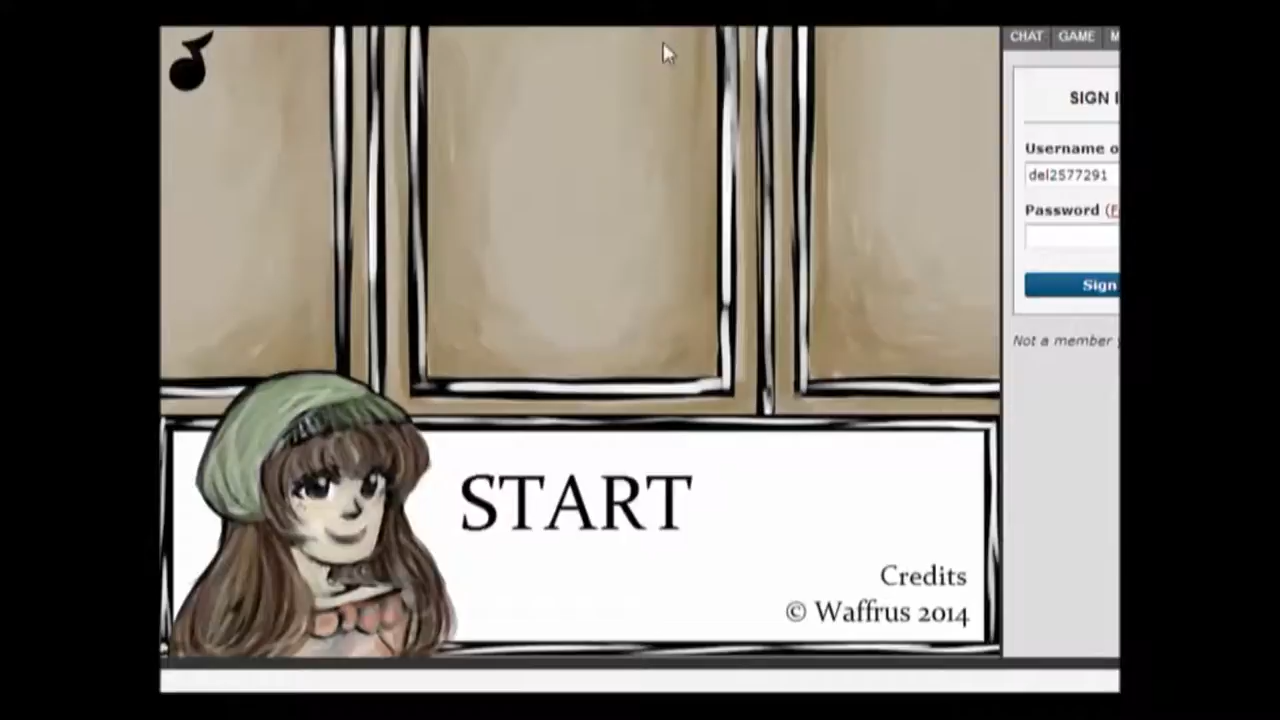 CHAT GAME
SIGN
Username
del2577291
Password
Sign
Not a member
START
Credits
© Waffrus 2014